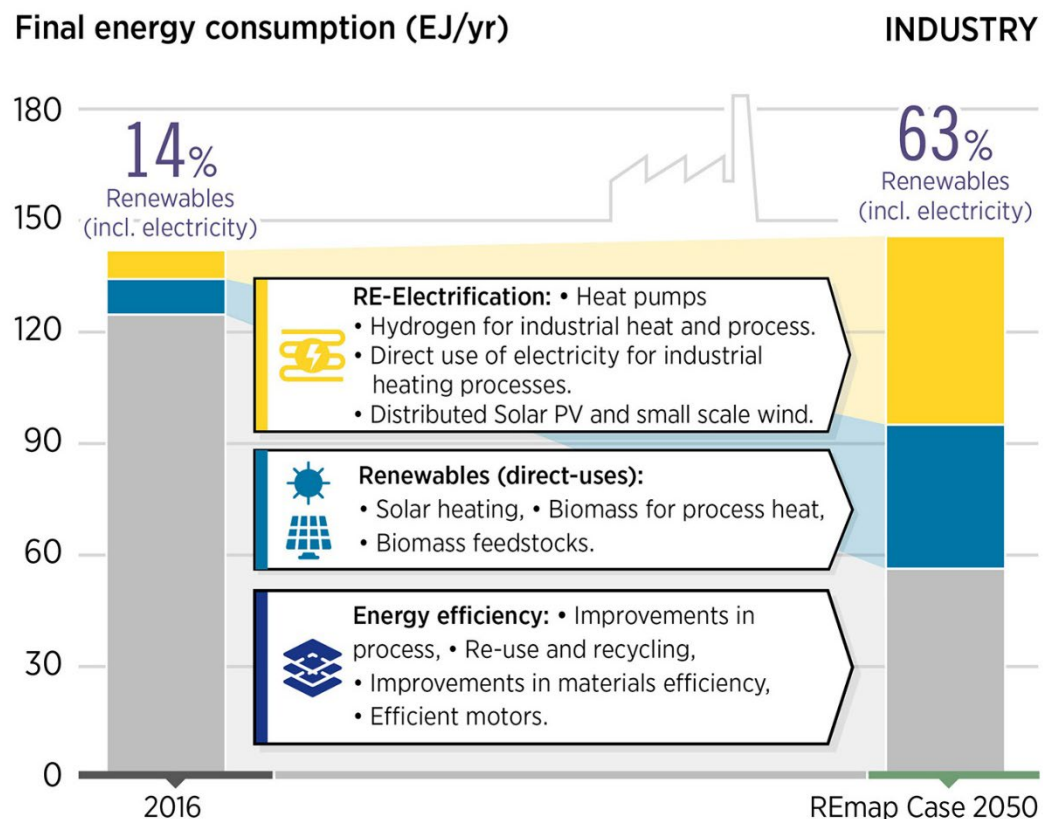 Final energy consumption (EJ/yr)
INDUSTRY
180
150
120
90
60
30
0
14%
Renewables
(incl. electricity)
63%
Renewables
(incl. electricity)
RE-Electrification: • Heat pumps
• Hydrogen for industrial heat and process.
• Direct use of electricity for industrial
heating processes.
• Distributed Solar PV and small scale wind.
Renewables (direct-uses):
• Solar heating, • Biomass for process heat,
• Biomass feedstocks.
Energy efficiency: • Improvements in
process, • Re-use and recycling,
• Improvements in materials efficiency,
• Efficient motors.
2016
REmap Case 2050